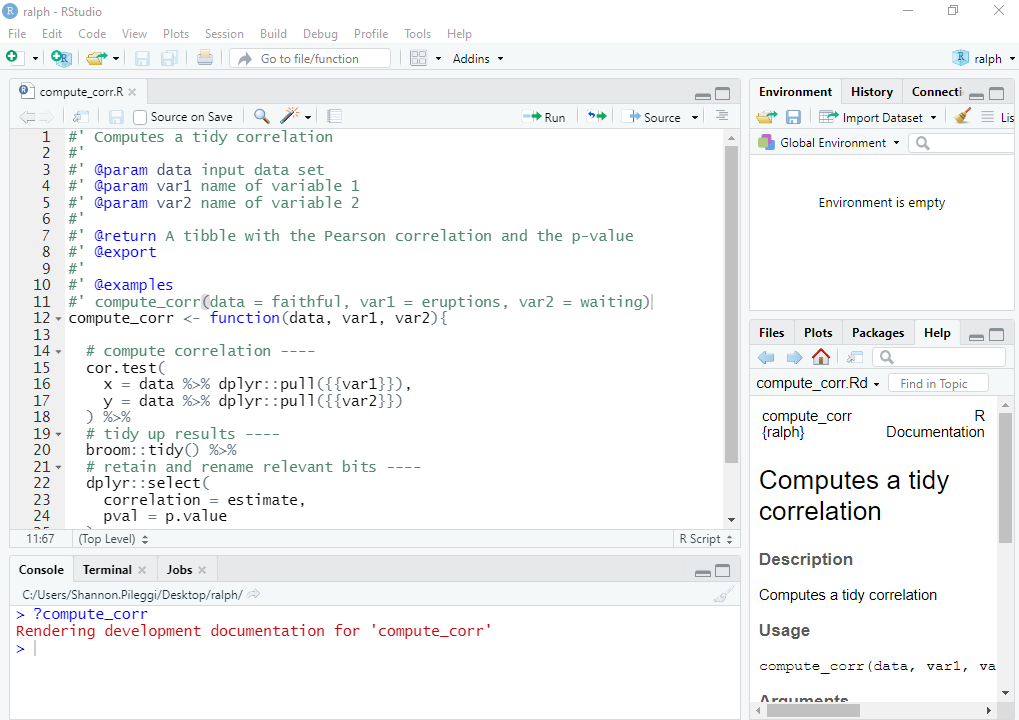 ralph - RStudio
File Edit Code View Plots Session Build Debug Profile Tools Help
Go to file/function Addins ralph
compute_corr.R
Source on Save Run Source
1 #' Computes a tidy correlation
2 #'
3 #' @param data input data set
4 #' @param var1 name of variable 1
5 #' @param var2 name of variable 2
6 #'
7 #' @return A tibble with the Pearson correlation and the p-value
8 #' @export
9 #'
10 #' @examples
11 #' compute_corr(data = faithful, var1 = eruptions, var2 = waiting)
12 compute_corr <- function(data, var1, var2){
13
14 # compute correlation ----
15 cor.test(
16 x = data %>% dplyr::pull({{var1}}),
17 y = data %>% dplyr::pull({{var2}})
18 ) %>%
19 # tidy up results ----
20 broom::tidy() %>%
21 # retain and rename relevant bits ----
22 dplyr::select(
23 correlation = estimate,
24 pval = p.value
11:67 (Top Level) R Script
Console Terminal Jobs
C:/Users/Shannon.Pileggi/Desktop/ralph/
> ?compute_corr
Rendering development documentation for 'compute_corr'
>
Environment History Connecti
Import Dataset Lis
Global Environment
Environment is empty
Files Plots Packages Help
compute_corr.Rd Find in Topic
compute_corr R
{ralph} Documentation
Computes a tidy
correlation
Description
Computes a tidy correlation
Usage
compute_corr(data, var1, va
Arguments